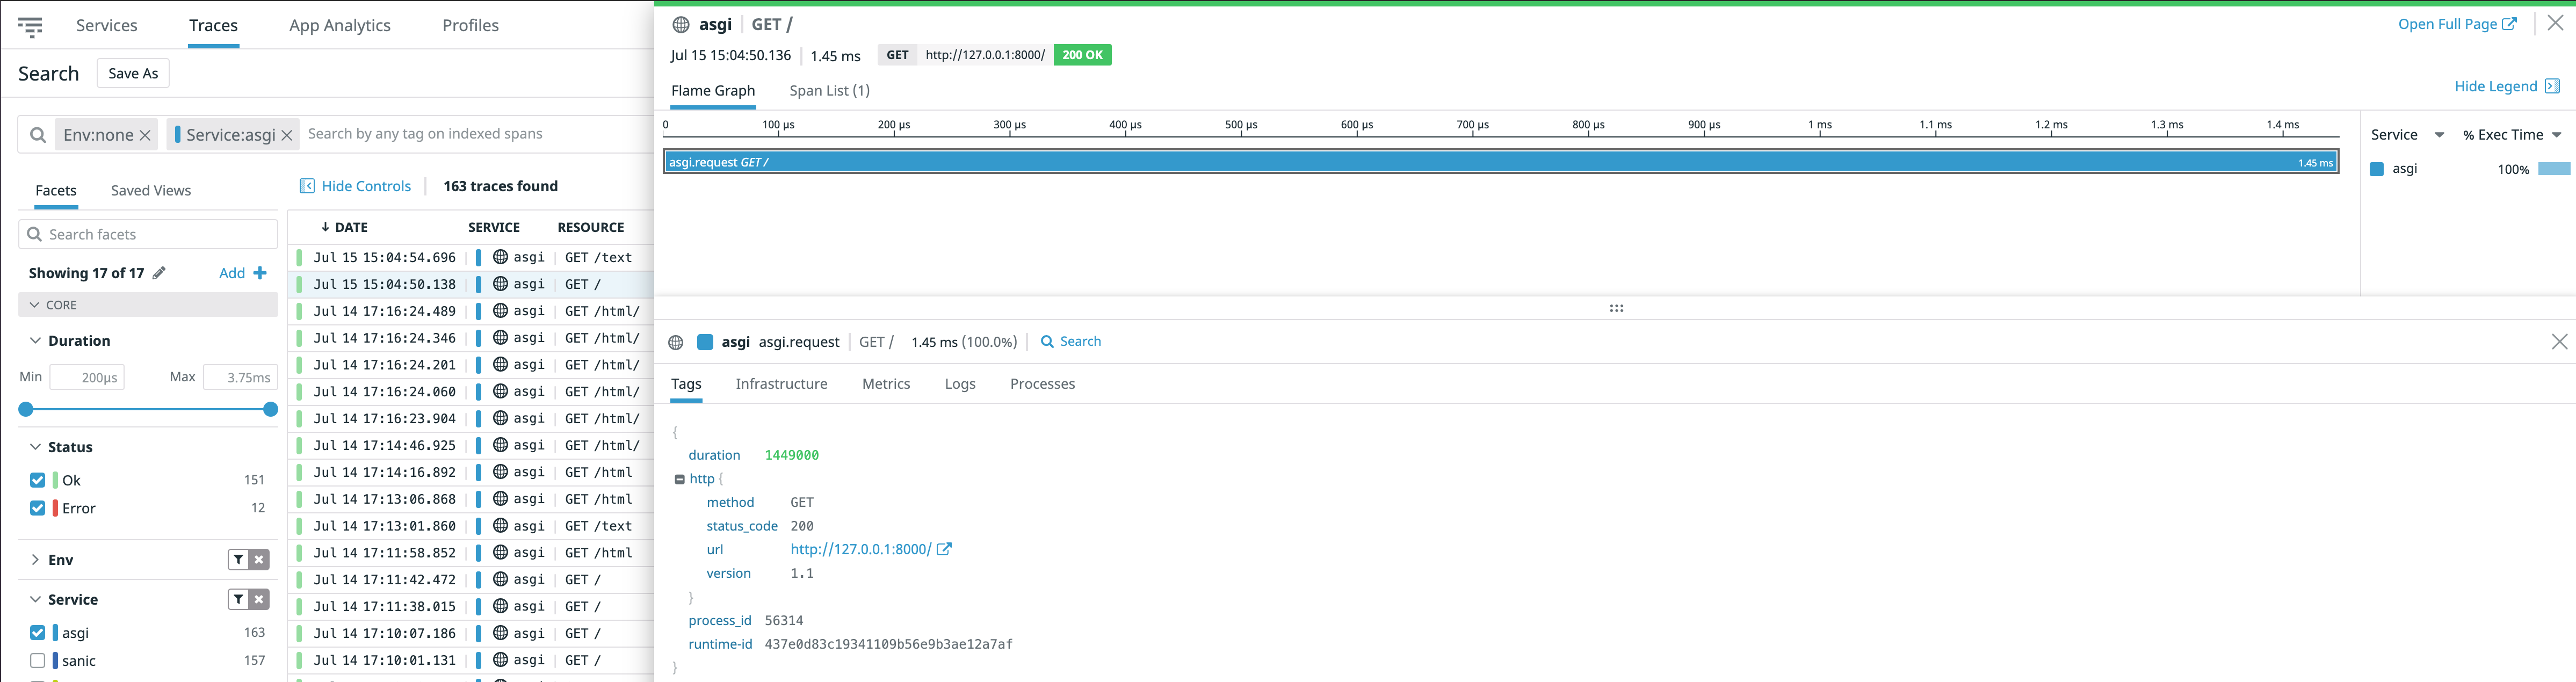 Services Traces App Analytics Profiles
Search Save As
Env:none Service:asgi Search by any tag on indexed spans
Facets Saved Views
Search facets
Showing 17 of 17 Add
CORE
Duration
Min 200μs Max 3.75ms
Status
Ok 151
Error 12
Env
Service
asgi 163
sanic 157
Hide Controls 163 traces found
DATE SERVICE RESOURCE
Jul 15 15:04:54.696 asgi GET /text
Jul 15 15:04:50.138 asgi GET /
Jul 14 17:16:24.489 asgi GET /html/
Jul 14 17:16:24.346 asgi GET /html/
Jul 14 17:16:24.201 asgi GET /html/
Jul 14 17:16:24.060 asgi GET /html/
Jul 14 17:16:23.904 asgi GET /html/
Jul 14 17:14:46.925 asgi GET /html/
Jul 14 17:14:16.892 asgi GET /html
Jul 14 17:13:06.868 asgi GET /html
Jul 14 17:13:01.860 asgi GET /text
Jul 14 17:11:58.852 asgi GET /html
Jul 14 17:11:42.472 asgi GET /
Jul 14 17:11:38.015 asgi GET /
Jul 14 17:10:07.186 asgi GET /
Jul 14 17:10:01.131 asgi GET /
asgi GET / Open Full Page
Jul 15 15:04:50.136 1.45 ms GET http://127.0.0.1:8000/ 200 OK
Flame Graph Span List (1) Hide Legend
0 100 μs 200 μs 300 μs 400 μs 500 μs 600 μs 700 μs 800 μs 900 μs 1 ms 1.1 ms 1.2 ms 1.3 ms 1.4 ms
asgi.request GET / 1.45 ms
Service % Exec Time
asgi 100%
asgi asgi.request GET / 1.45 ms (100.0%) Search
Tags Infrastructure Metrics Logs Processes
{
duration 1449000
http {
method GET
status_code 200
url http://127.0.0.1:8000/
version 1.1
}
process_id 56314
runtime-id 437e0d83c19341109b56e9b3ae12a7af
}